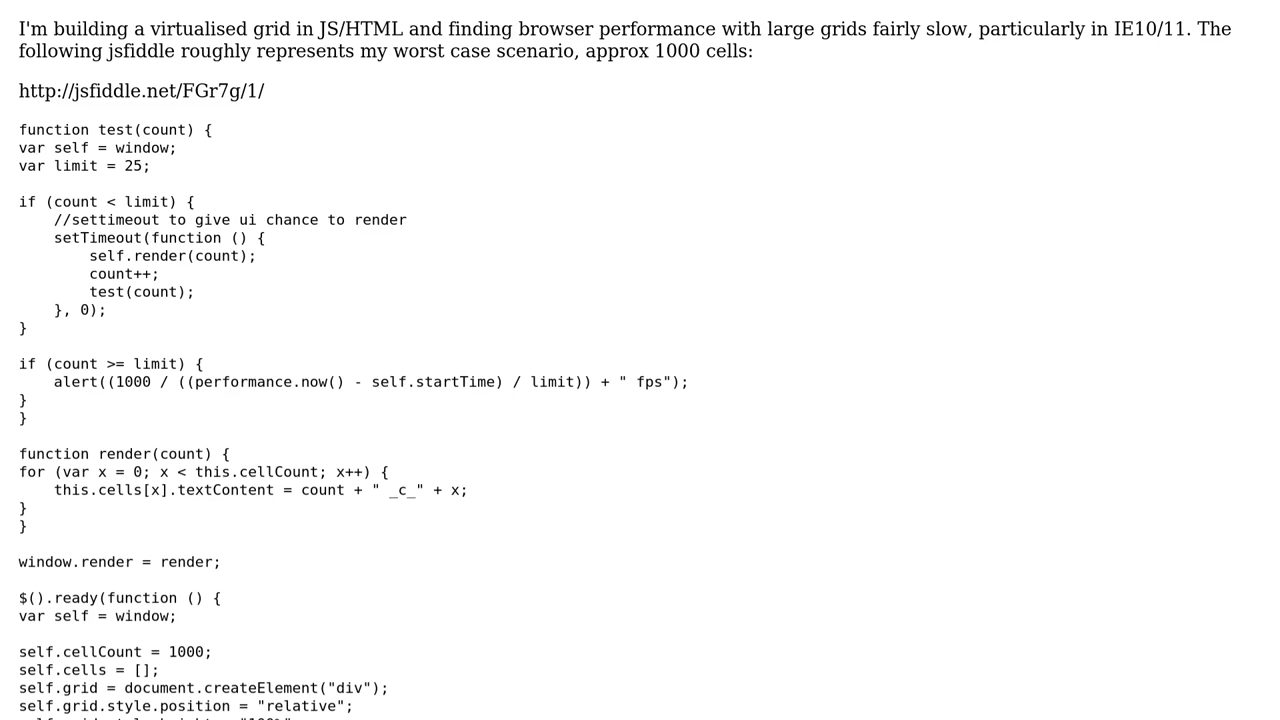 I'm building a virtualised grid in JS/HTML and finding browser performance with large grids fairly slow, particularly in IE10/11. The
following jsfiddle roughly represents my worst case scenario, approx 1000 cells:
http://jsfiddle.net/FGr7g/1/
function test(count) {
var self = window;
var limit = 25;
if (count < limit) {
    //settimeout to give ui chance to render
    setTimeout(function () {
        self.render(count);
        count++;
        test(count);
    }, 0);
}
if (count >= limit) {
    alert((1000 / ((performance.now() - self.startTime) / limit)) + " fps");
}
}
function render(count) {
for (var x = 0; x < this.cellCount; x++) {
    this.cells[x].textContent = count + " _c_" + x;
}
}
window.render = render;
$().ready(function () {
var self = window;
self.cellCount = 1000;
self.cells = [];
self.grid = document.createElement("div");
self.grid.style.position = "relative";